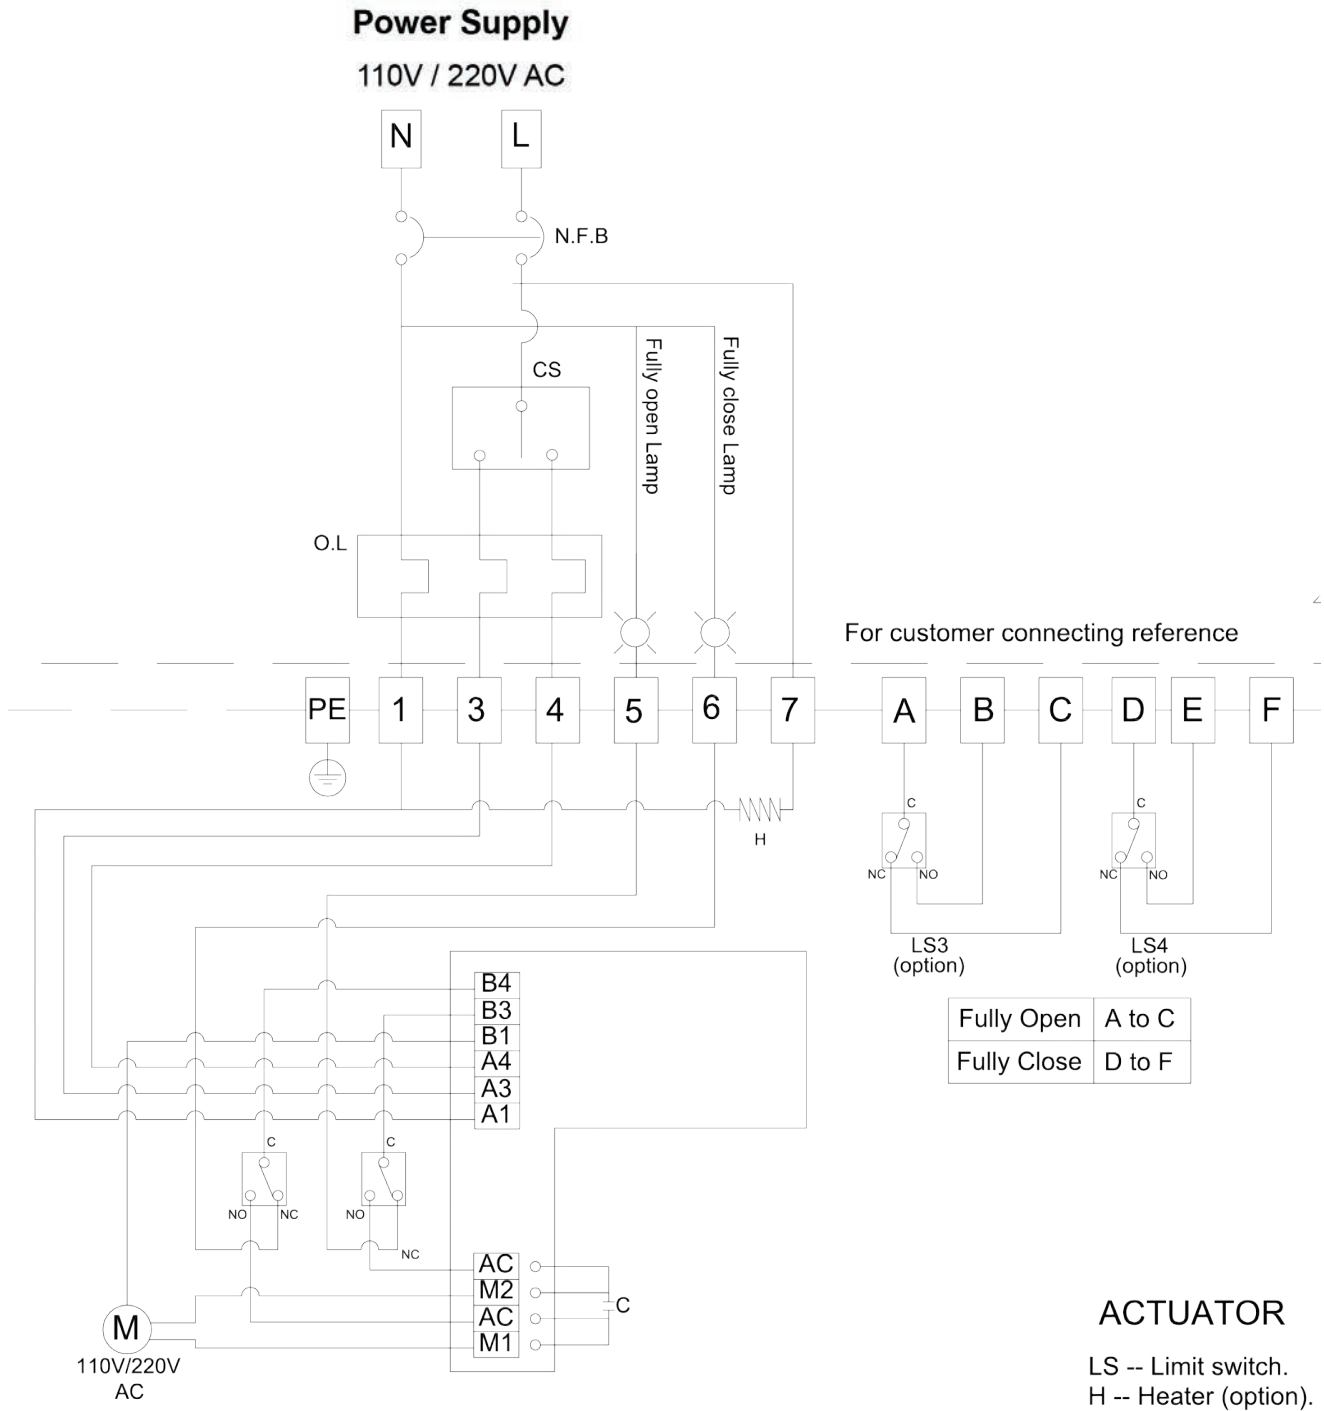 Power Supply
110V / 220V AC
N L
N.F.B
CS
Fully open Lamp
Fully close Lamp
O.L
For customer connecting reference
PE 1 3 4 5 6 7 A B C D E F
H
C
NC NO
LS3
(option)
C
NC NO
LS4
(option)
Fully Open A to C
Fully Close D to F
B4
B3
B1
A4
A3
A1
C
NO NC
C
NO
NC
AC
M2
AC
M1
C
M
110V/220V
AC
ACTUATOR
LS -- Limit switch.
H -- Heater (option).